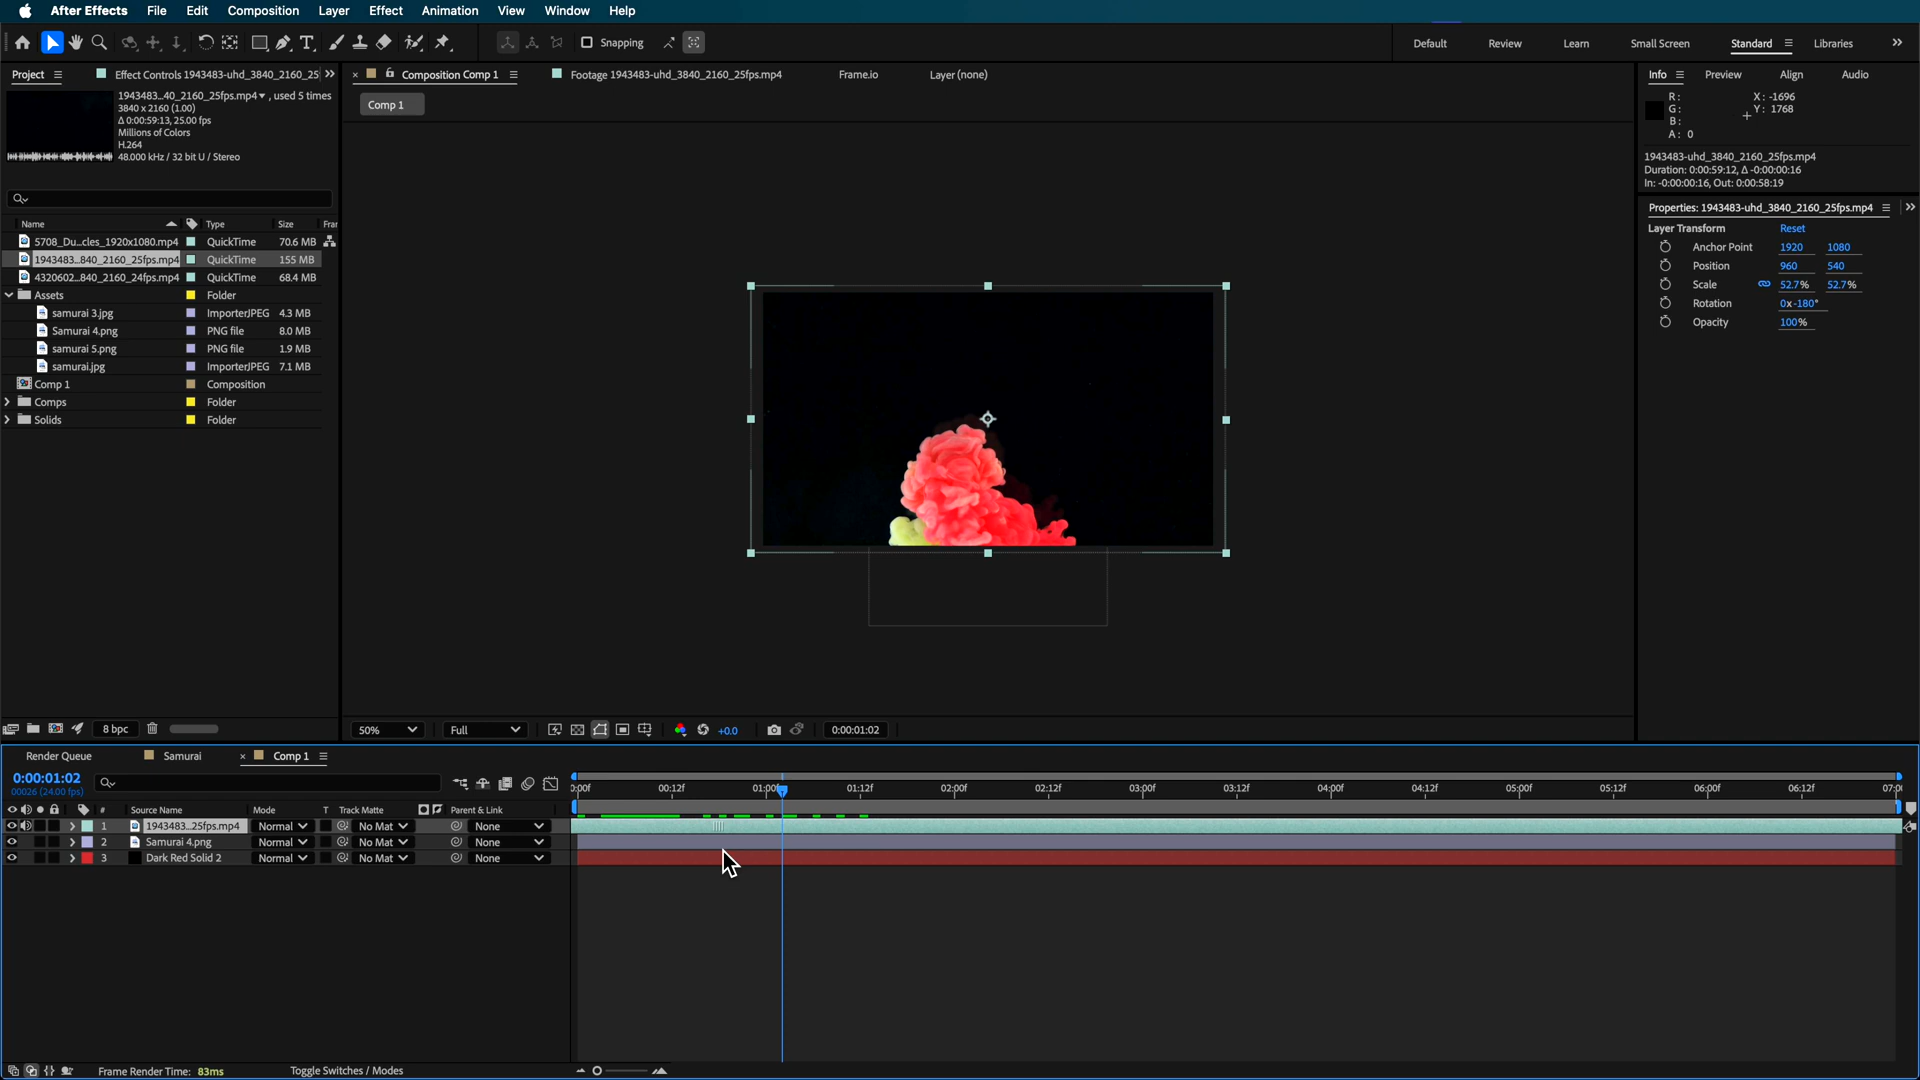 After Effects File Edit Composition Layer Effect Animation View Window Help
Snapping
Default Review Learn Small Screen Standard Libraries
Project Effect Controls 1943483-uhd_3840_2160_25
Composition Comp 1 Footage 1943483-uhd_3840_2160_25fps.mp4 Frame.io Layer (none)
Info Preview Align Audio
1943483...40_2160_25fps.mp4 , used 5 times
3840 x 2160 (1.00)
Δ 0:00:59:13, 25.00 fps
Millions of Colors
H.264
48.000 kHz / 32 bit U / Stereo
Comp 1
R:
G:
B:
A: 0
X: -1696
Y: 1768
1943483-uhd_3840_2160_25fps.mp4
Duration: 0:00:59:12, Δ -0:00:00:16
In: -0:00:00:16, Out: 0:00:58:19
Properties: 1943483-uhd_3840_2160_25fps.mp4
Layer Transform Reset
Anchor Point 1920 1080
Position 960 540
Scale 52.7% 52.7%
Rotation 0x-180°
Opacity 100%
Name Type Size Frar
5708_Du...cles_1920x1080.mp4 QuickTime 70.6 MB
1943483...840_2160_25fps.mp4 QuickTime 155 MB
4320602...840_2160_24fps.mp4 QuickTime 68.4 MB
Assets Folder
samurai 3.jpg ImporterJPEG 4.3 MB
Samurai 4.png PNG file 8.0 MB
samurai 5.png PNG file 1.9 MB
samurai.jpg ImporterJPEG 7.1 MB
Comp 1 Composition
Comps Folder
Solids Folder
8 bpc
50% Full +0.0 0:00:01:02
Render Queue Samurai Comp 1
0:00:01:02
00026 (24.00 fps)
0:00f 00:12f 01:00f 01:12f 02:00f 02:12f 03:00f 03:12f 04:00f 04:12f 05:00f 05:12f 06:00f 06:12f 07:0
# Source Name Mode T Track Matte Parent & Link
1 1943483...25fps.mp4 Normal No Mat None
2 Samurai 4.png Normal No Mat None
3 Dark Red Solid 2 Normal No Mat None
Frame Render Time: 83ms Toggle Switches / Modes